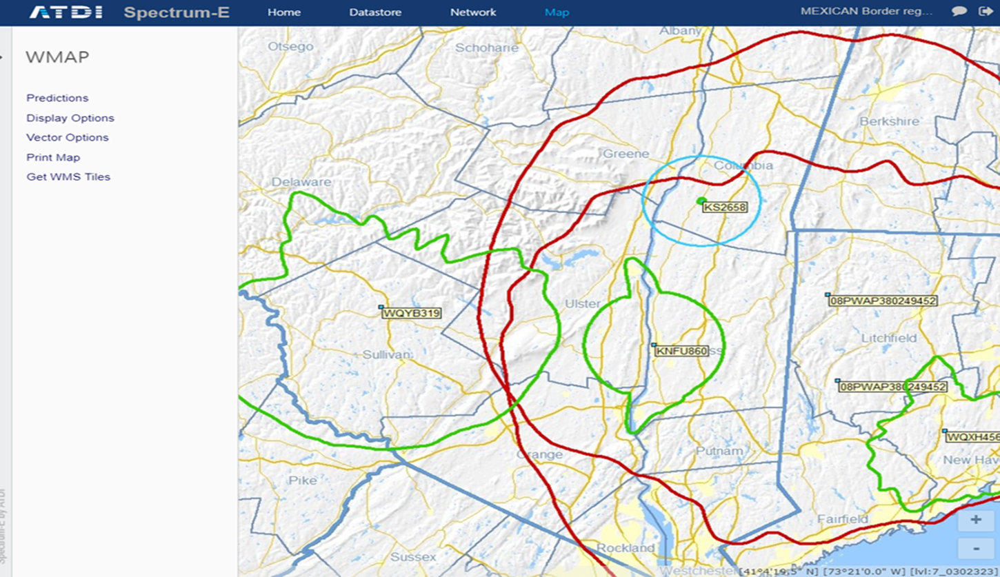 ATDI Spectrum-E Home Datastore Network Map MEXICAN Border reg...
WMAP
Predictions
Display Options
Vector Options
Print Map
Get WMS Tiles
Spectrum-E by ATDI
Albany
Otsego
Schoharie
Berkshire
Greene
Columbia
Delaware
KS2658
Ulster
08PWAP380249452
WQYB319
Litchfield
KNFU860
ss
Sullivan
08PWAP380249452
WQXH456
Putnam
Orange
New Hav
Pike
Fairfield
+
Rockland
-
Sussex
Westchester
[41°4'19.5" N] [73°21'0.0" W] [lvl:7_0302323]